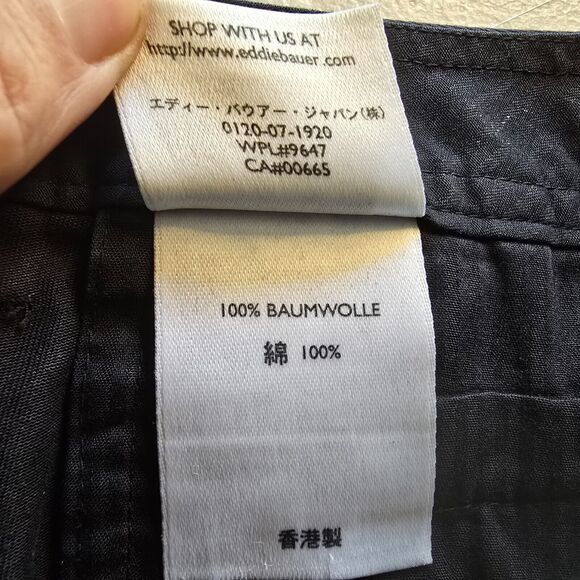 SHOP WITH US AT
http://www.eddiebauer.com
エディー・バウアー・ジャパン(株)
0120-07-1920
WPL#9647
CA#00665
100% BAUMWOLLE
綿 100%
香港製